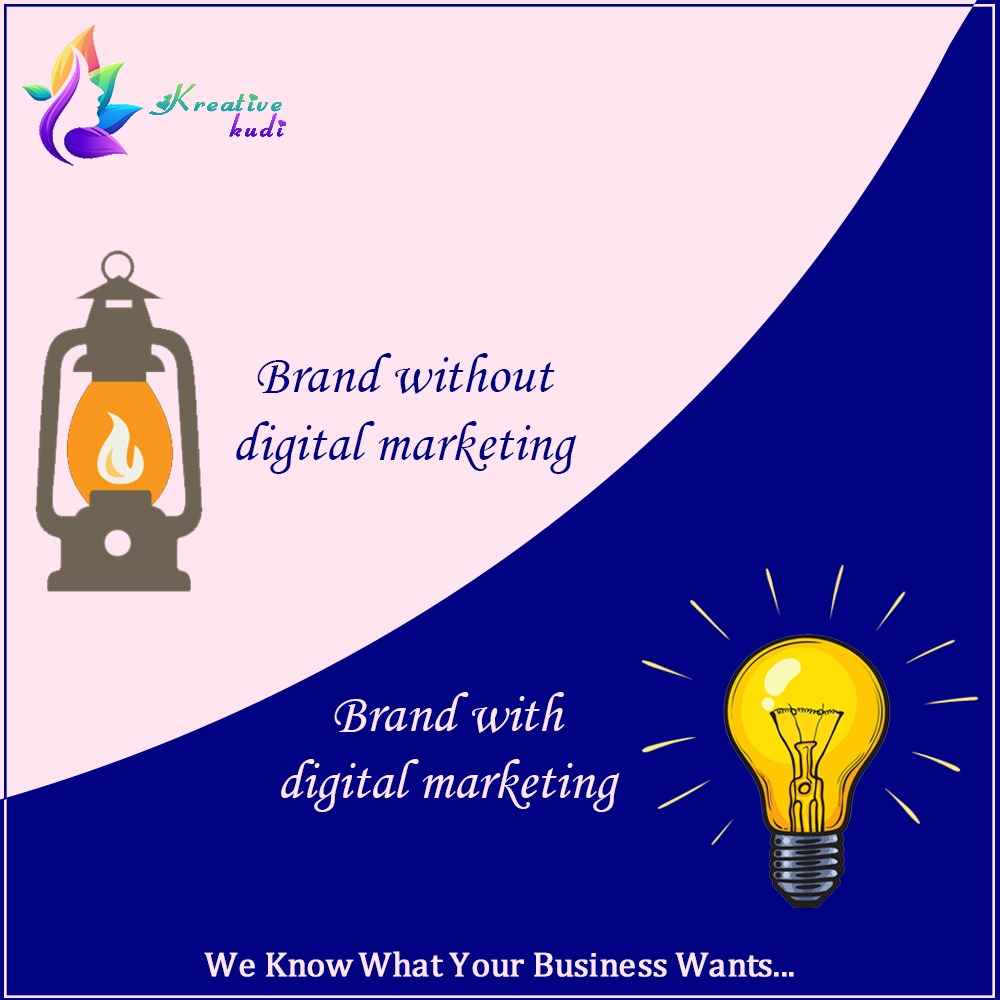 Kreative
kudi
Brand without
digital marketing
Brand with
digital marketing
We Know What Your Business Wants...